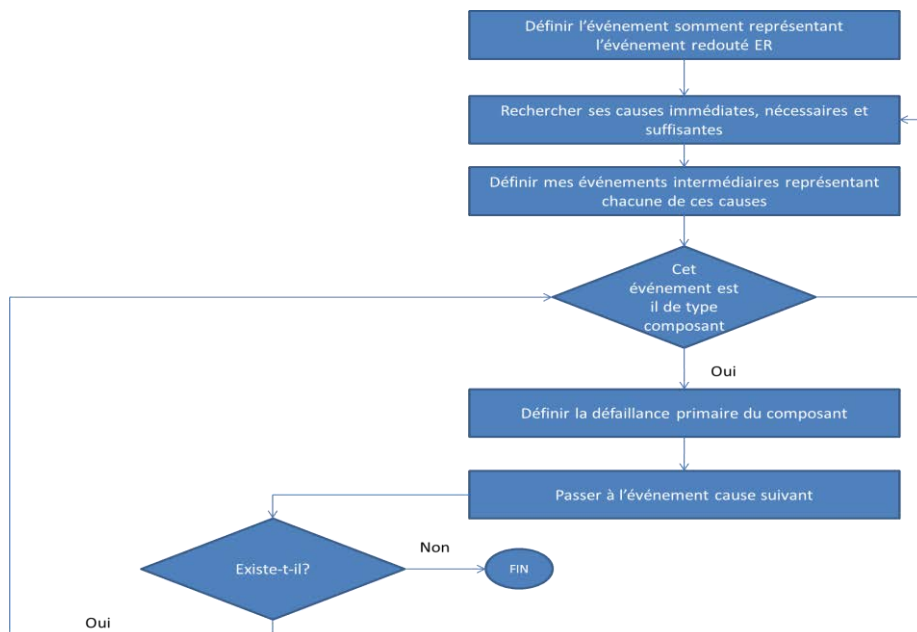 Définir l'événement somment représentant
l'événement redouté ER
Rechercher ses causes immédiates, nécessaires et
suffisantes
Définir mes événements intermédiaires représentant
chacune de ces causes
Cet
événement est
il de type
composant
Oui
Définir la défaillance primaire du composant
Passer à l'événement cause suivant
Existe-t-il?
Non
FIN
Oui